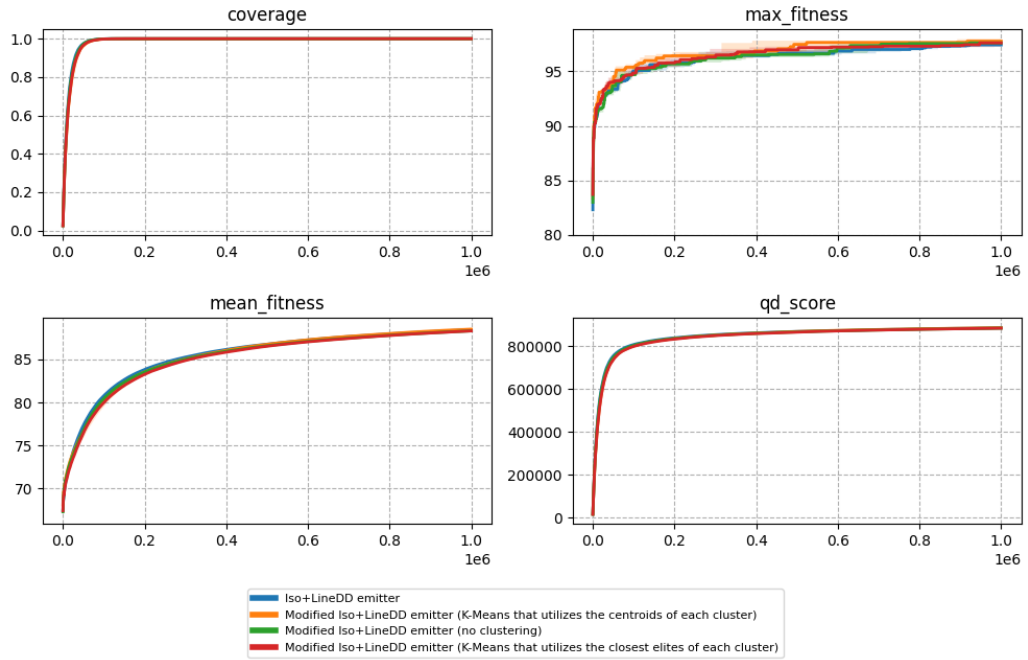 coverage
max_fitness
1.0
0.8
0.6
0.4
0.2
0.0
0.0 0.2 0.4 0.6 0.8 1.0
1e6
95
90
85
80
0.0 0.2 0.4 0.6 0.8 1.0
1e6
mean_fitness
qd_score
85
80
75
70
0.0 0.2 0.4 0.6 0.8 1.0
1e6
800000
600000
400000
200000
0
0.0 0.2 0.4 0.6 0.8 1.0
1e6
Iso+LineDD emitter
Modified Iso+LineDD emitter (K-Means that utilizes the centroids of each cluster)
Modified Iso+LineDD emitter (no clustering)
Modified Iso+LineDD emitter (K-Means that utilizes the closest elites of each cluster)